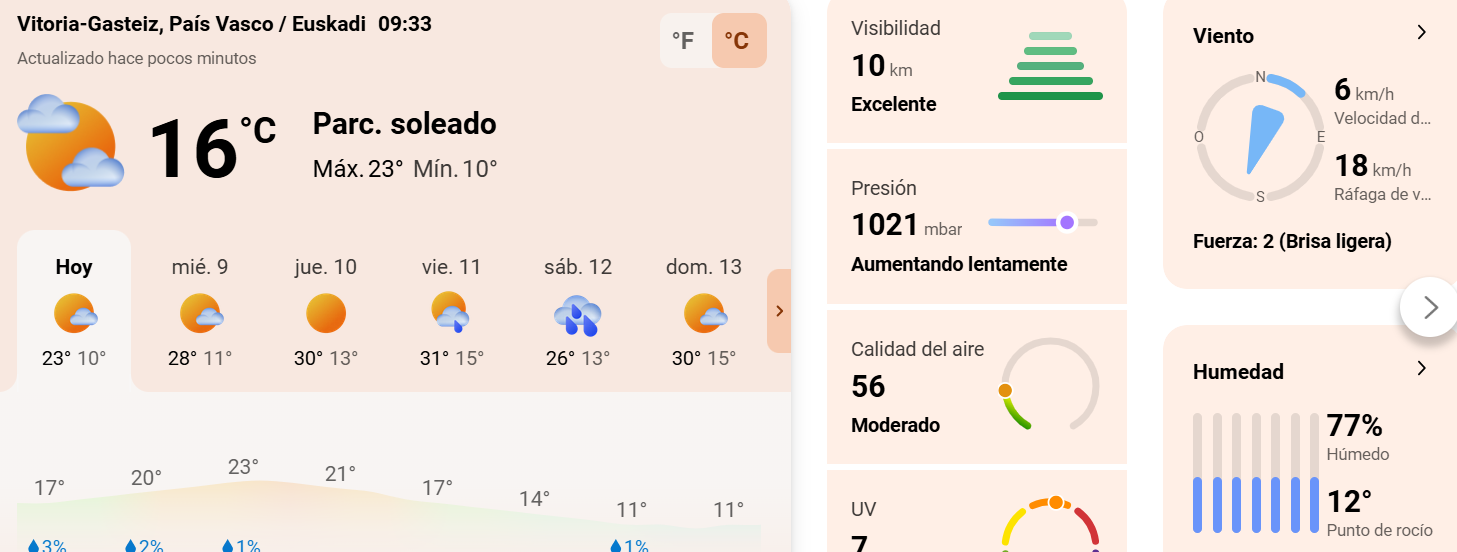 Vitoria-Gasteiz, País Vasco / Euskadi 09:33
Actualizado hace pocos minutos
°F °C
16 °C
Parc. soleado
Máx. 23° Mín. 10°
Hoy mié. 9 jue. 10 vie. 11 sáb. 12 dom. 13
23° 10° 28° 11° 30° 13° 31° 15° 26° 13° 30° 15°
17° 20° 23° 21° 17° 14° 11° 11°
3% 2% 1% 1%
Visibilidad
10 km
Excelente
Presión
1021 mbar
Aumentando lentamente
Calidad del aire
56
Moderado
UV
7
Viento
N
O E
S
6 km/h
Velocidad d...
18 km/h
Ráfaga de v...
Fuerza: 2 (Brisa ligera)
Humedad
77%
Húmedo
12°
Punto de rocío